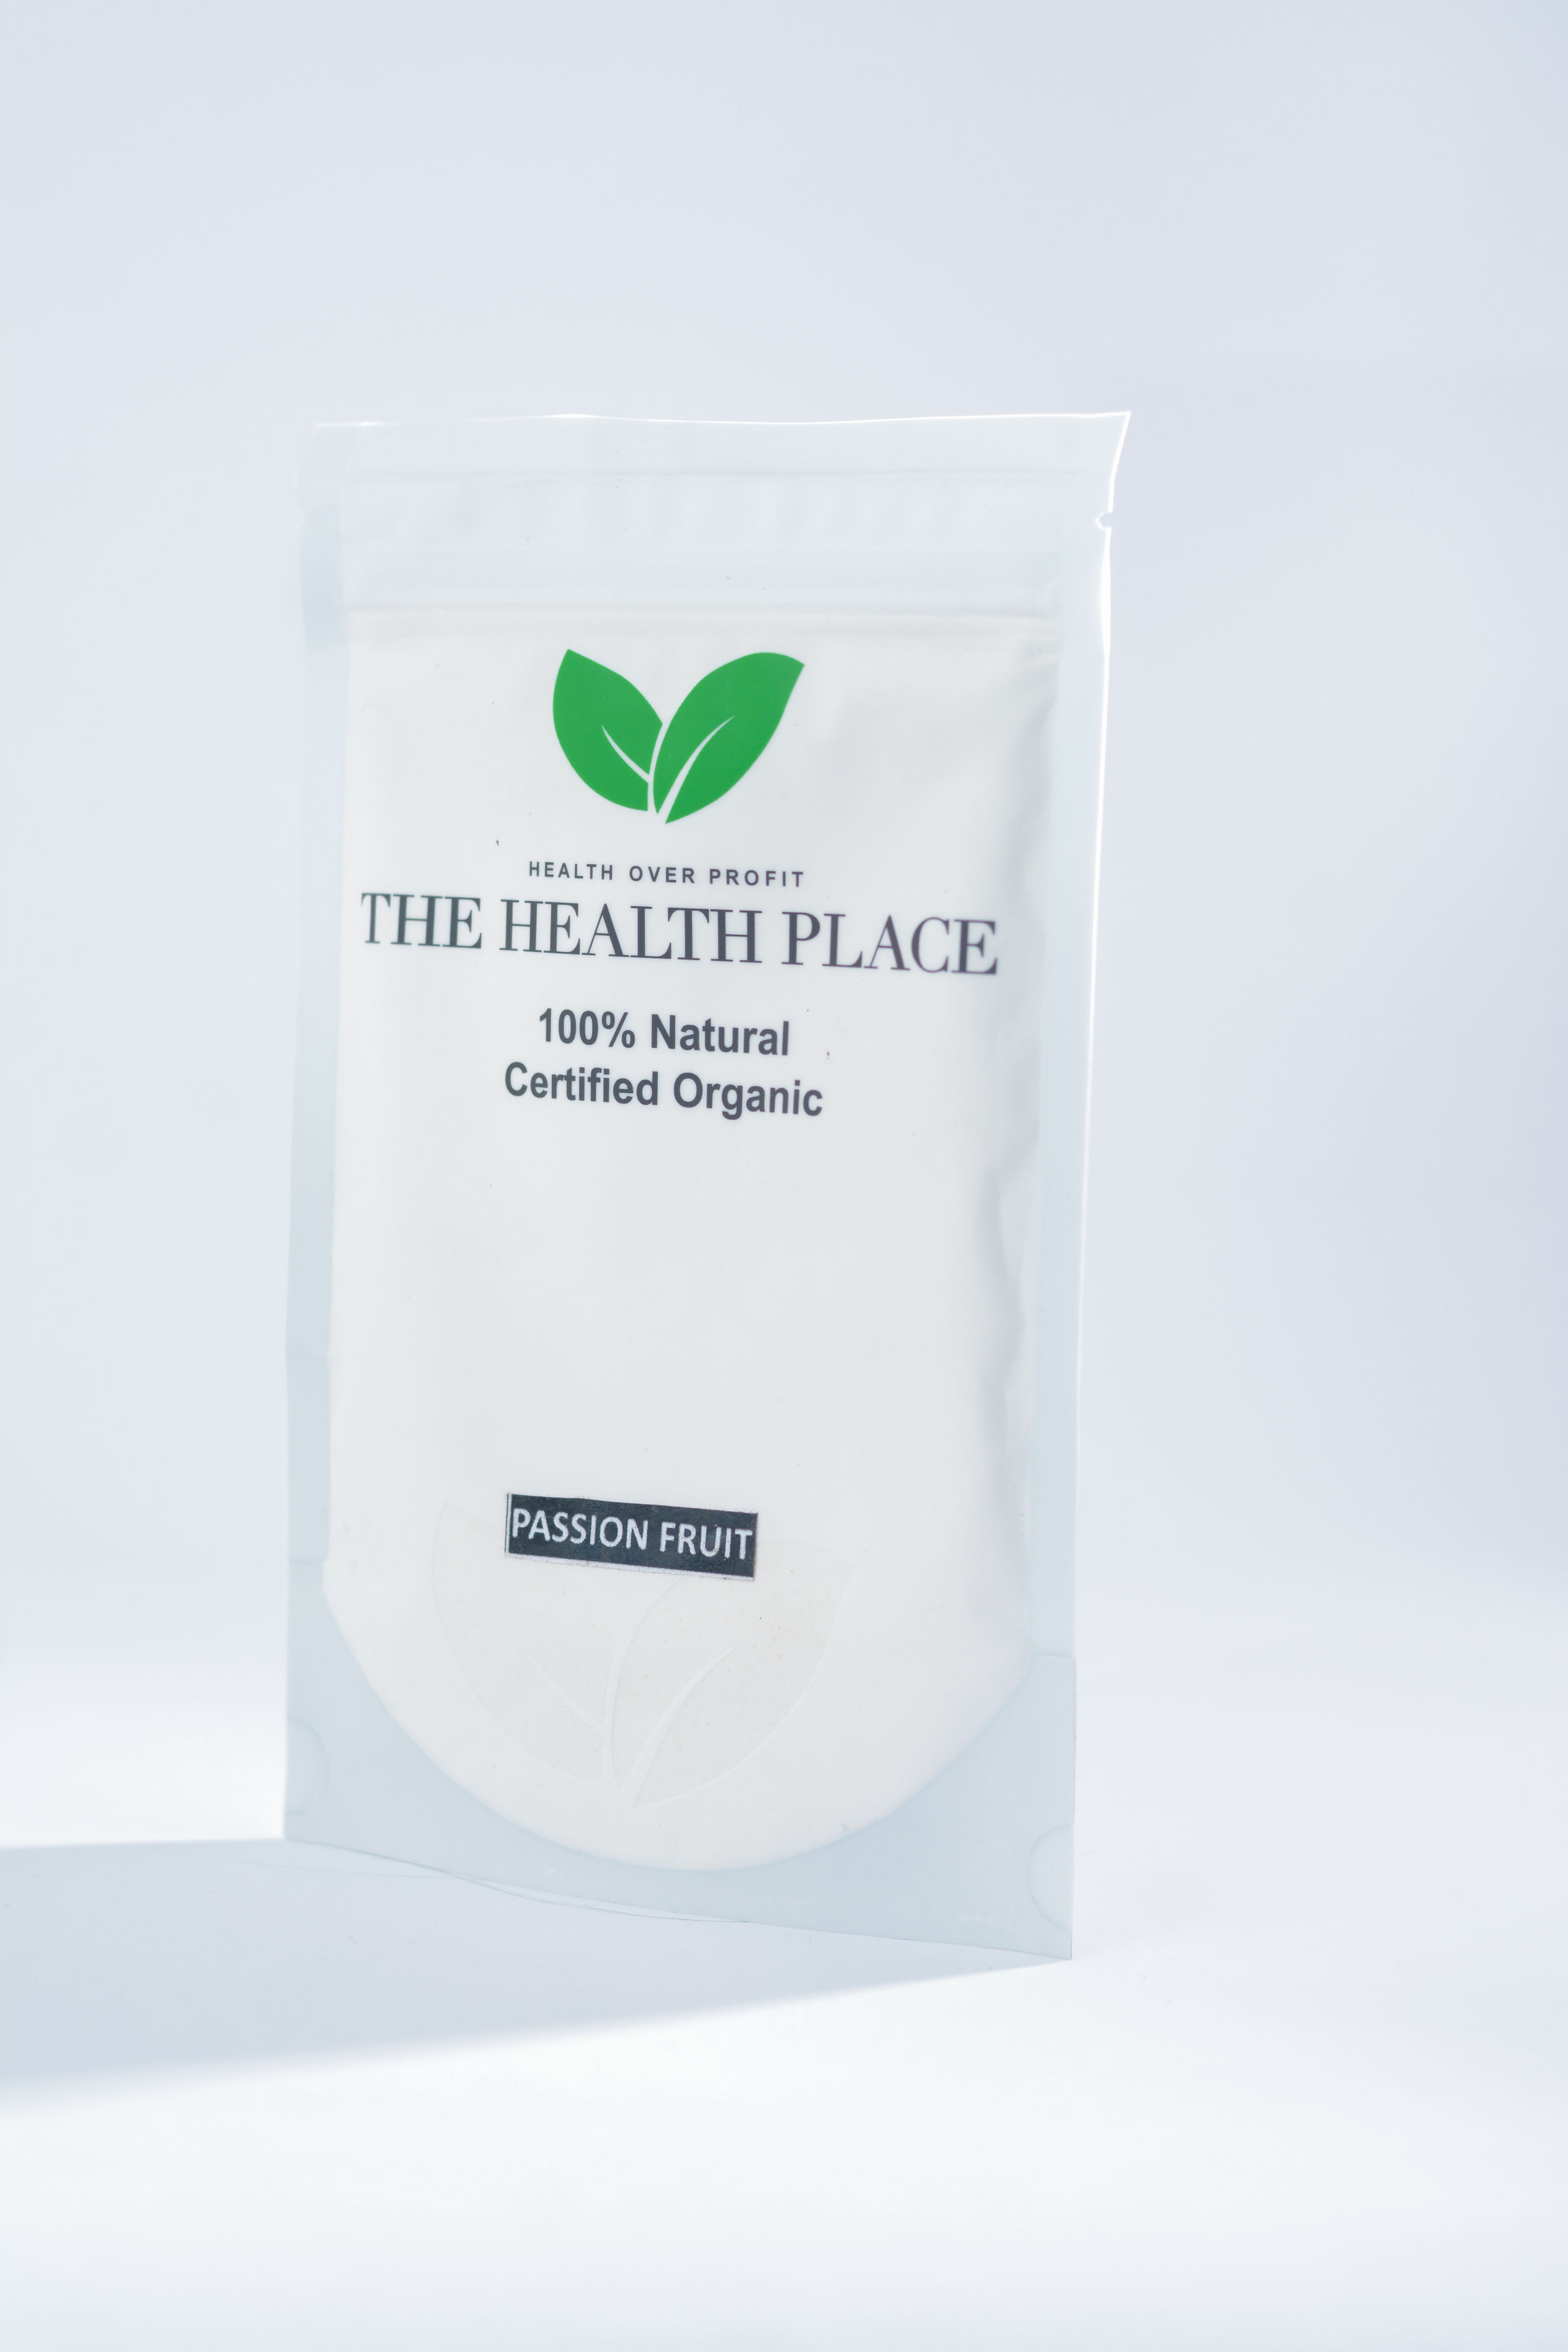 HEALTH OVER PROFIT
THE HEALTH PLACE
100% Natural
Certified Organic
PASSION FRUIT